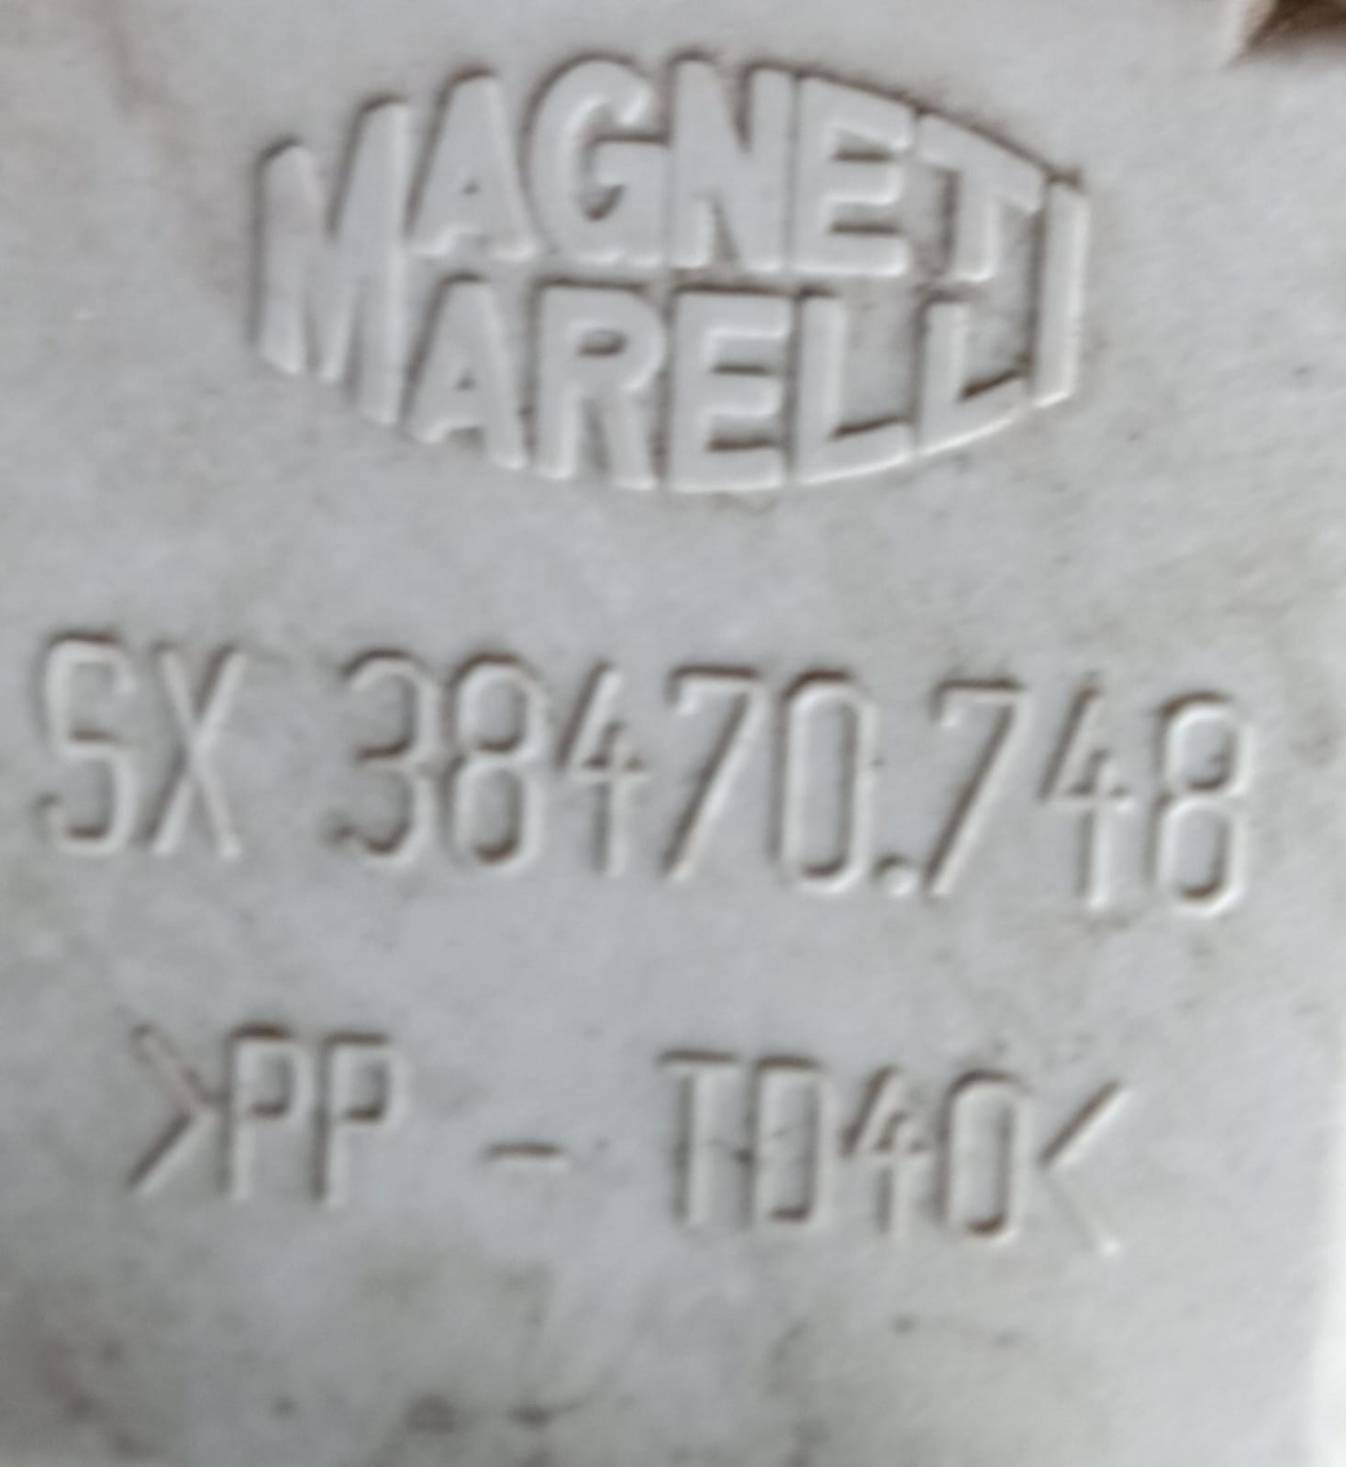 MAGNETI
MARELLI
SX 38470.748
>PP - TD40<